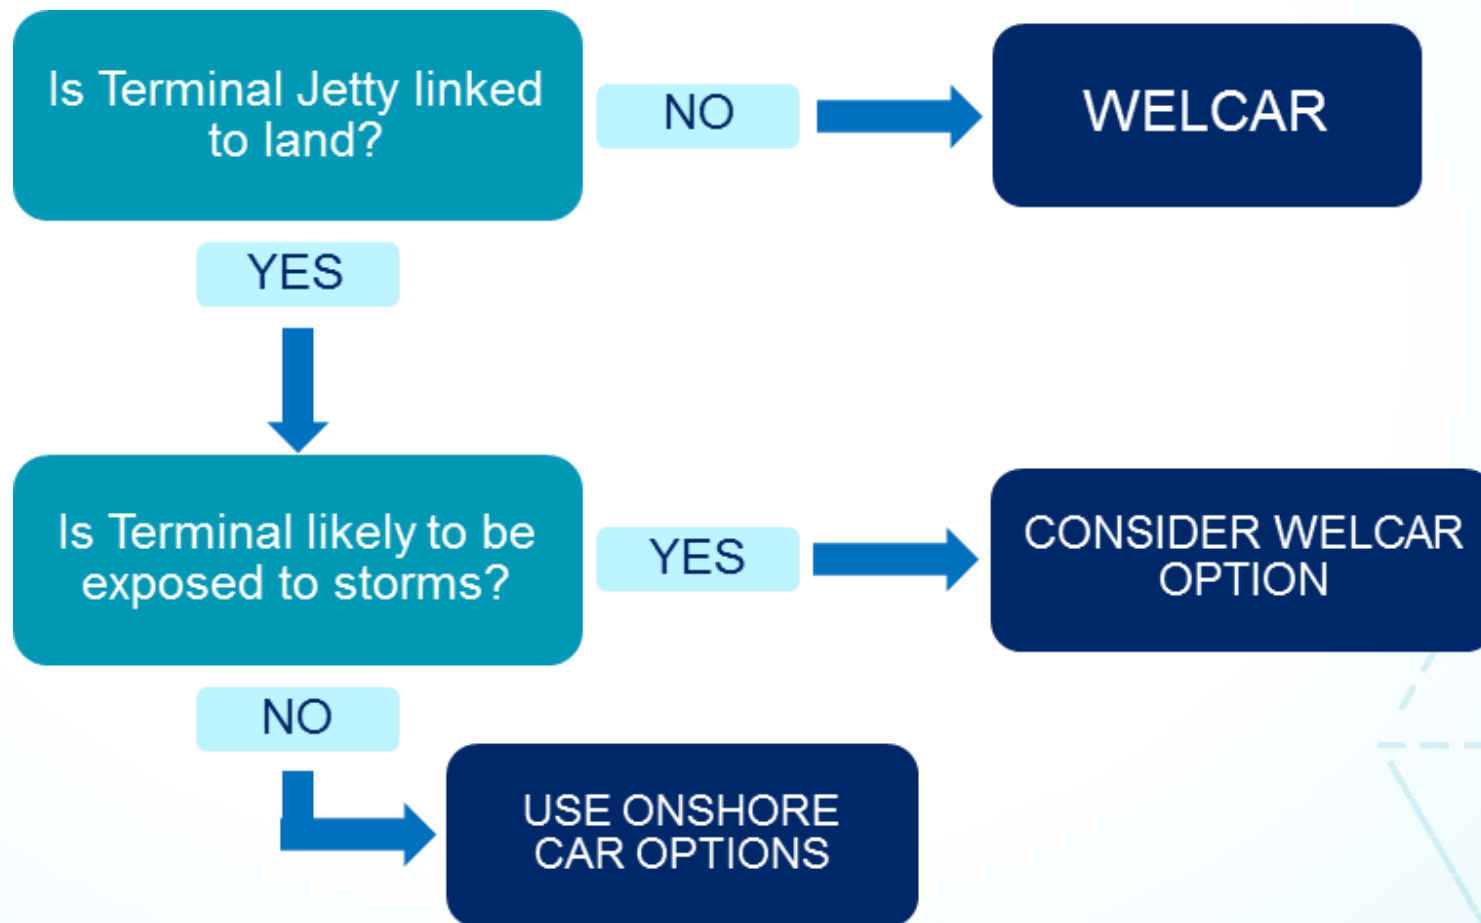 Is Terminal Jetty linked
to land?
NO
WELCAR
YES
Is Terminal likely to be
exposed to storms?
YES
CONSIDER WELCAR
OPTION
NO
USE ONSHORE
CAR OPTIONS